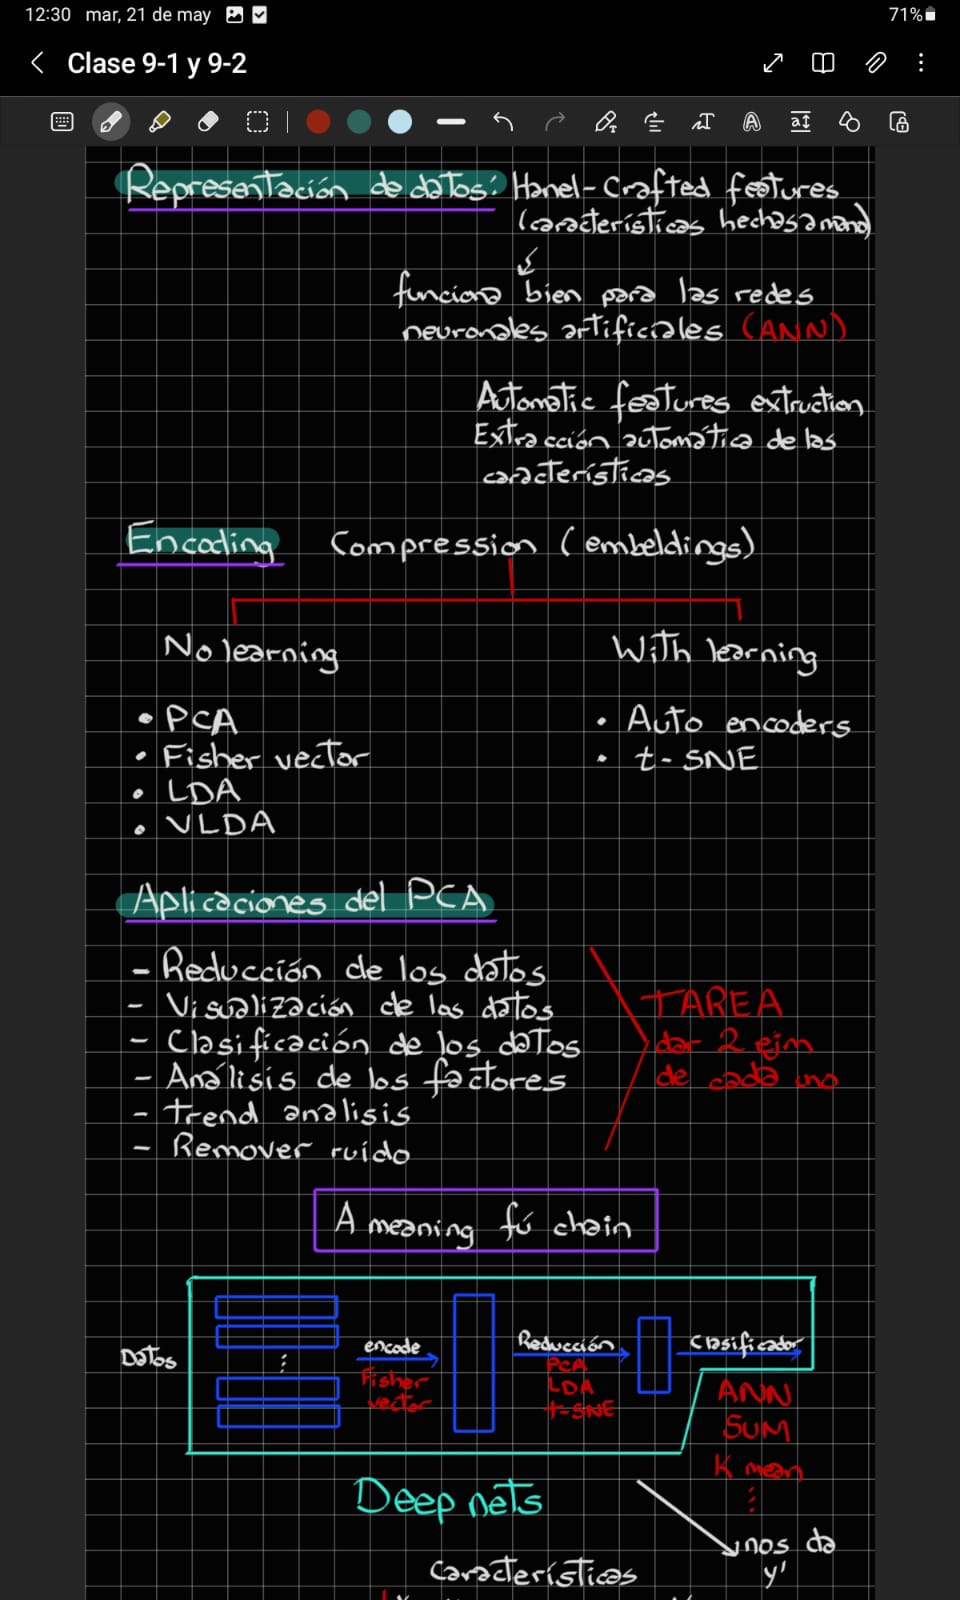 12:30 mar, 21 de may 71%
Clase 9-1 y 9-2
Representación de datos: Hanel-Crafted features
(características hechas a mano)
funciona bien para las redes
neuronales artificiales (ANN)
Automatic features extruction
Extracción automática de las
características
Encoding Compression (embeldings)
No learning With learning
• PCA • Auto encoders
• Fisher vector • t-SNE
• LDA
• VLDA
Aplicaciones del PCA
- Reducción de los datos
- Visualización de los datos
- Clasificación de los datos
- Análisis de los factores
- trend analisis
- Remover ruído
TAREA
dar 2 ejm
de cada uno
A meaning fú chain
Datos
encode
Fisher
vector
Reducción
PCA
LDA
t-SNE
Clasificador
ANN
SUM
K mean
Deep nets
nos da
y'
Características